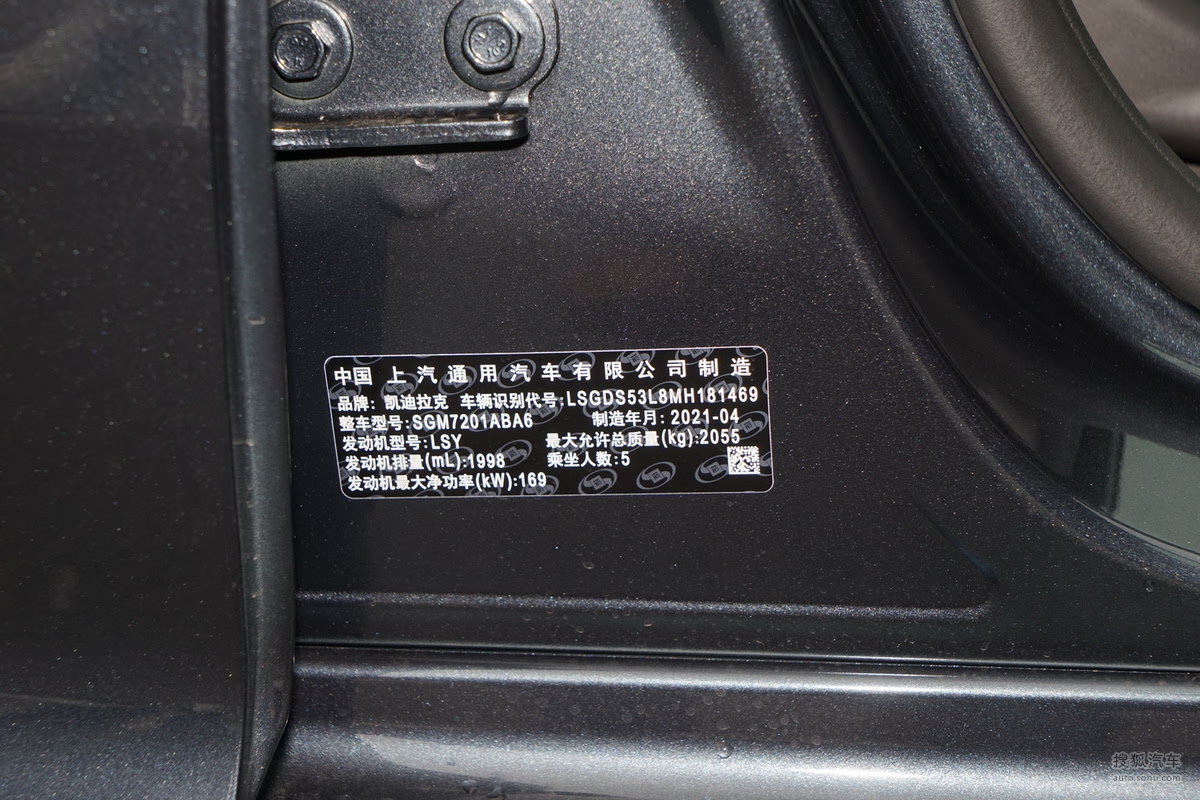 中国 上汽通用汽车有限公司制造
品牌: 凯迪拉克 车辆识别代号:LSGDS53L8MH181469
整车型号:SGM7201ABA6 制造年月: 2021-04
发动机型号:LSY 最大允许总质量(kg):2055
发动机排量(mL):1998 乘坐人数:5
发动机最大净功率(kW):169
搜狐汽车
auto.sohu.com